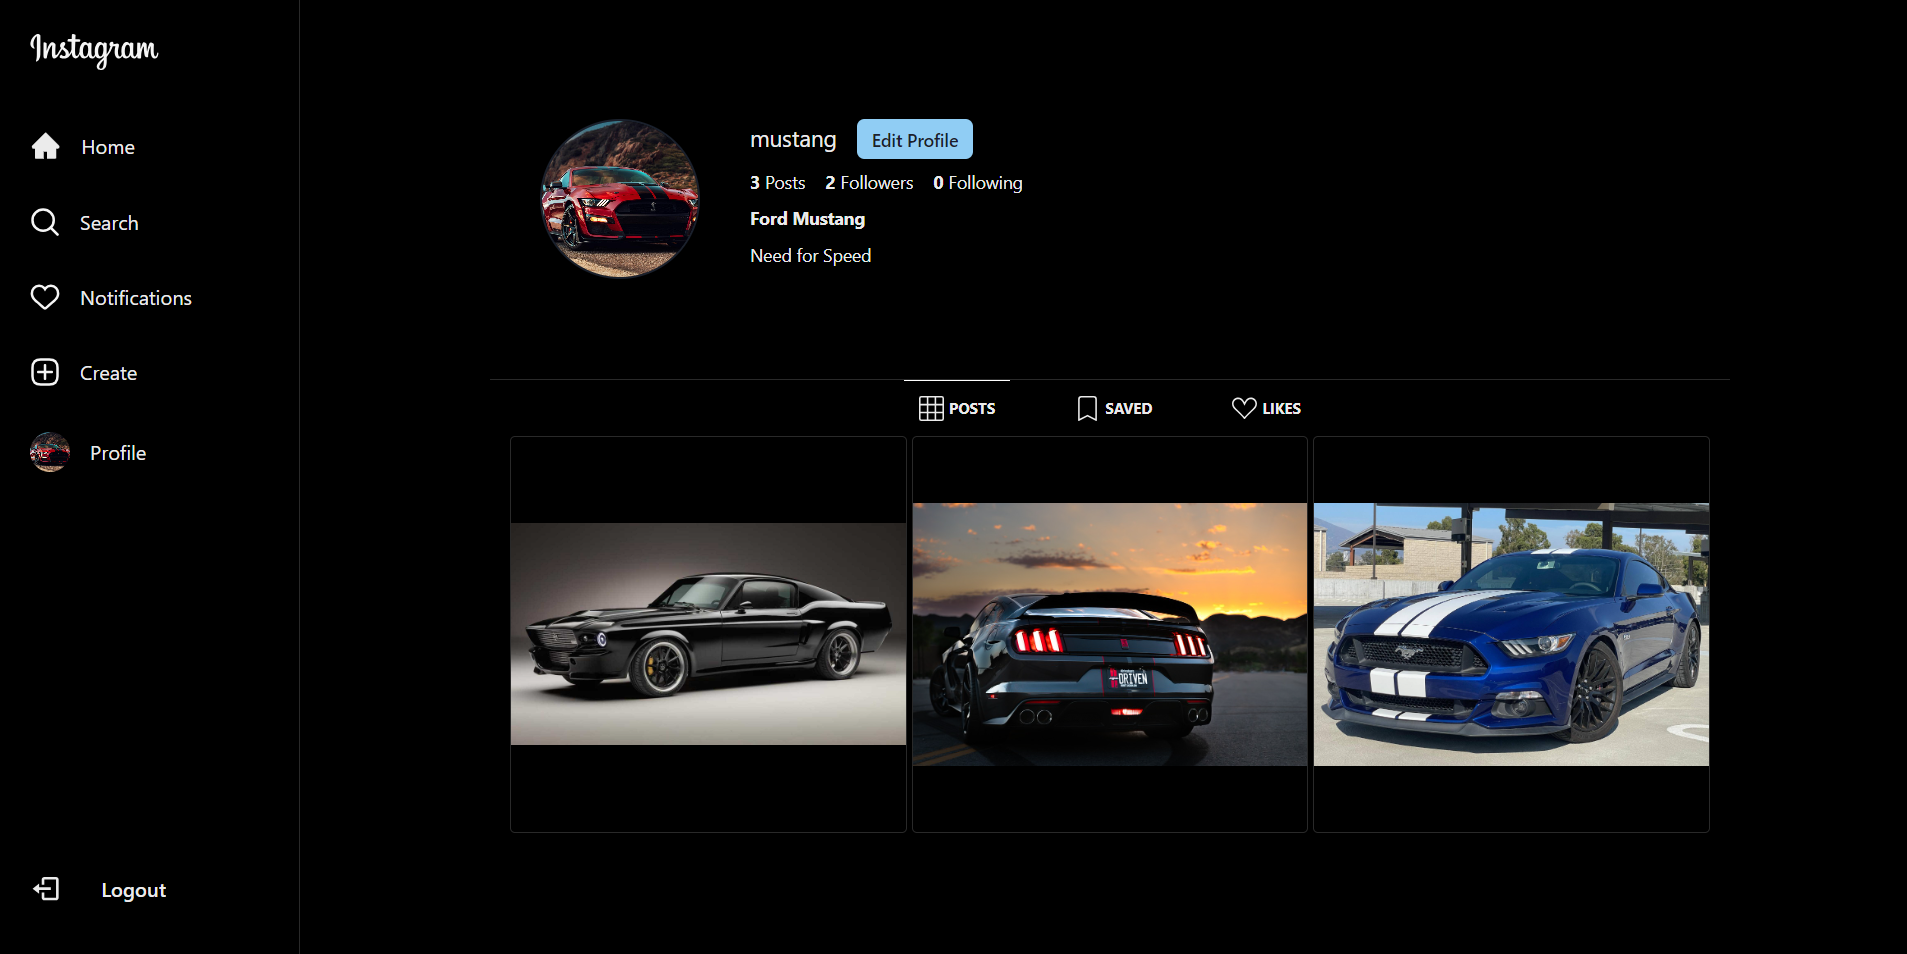 Instagram
Home
Search
Notifications
Create
Profile
Logout
mustang
Edit Profile
3 Posts 2 Followers 0 Following
Ford Mustang
Need for Speed
POSTS SAVED LIKES
DRIVEN